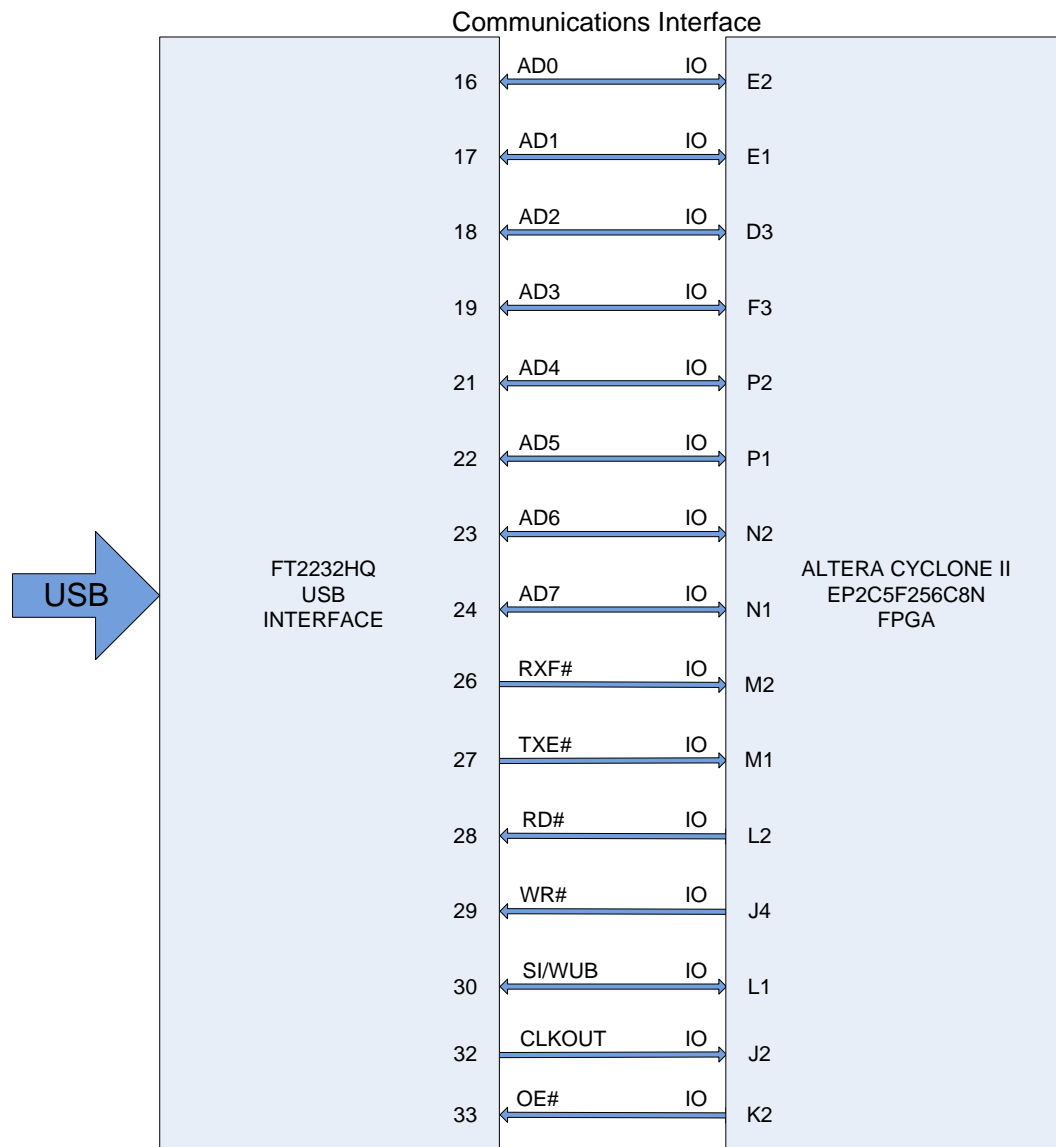 Communications Interface
16 AD0 IO E2
17 AD1 IO E1
18 AD2 IO D3
19 AD3 IO F3
21 AD4 IO P2
22 AD5 IO P1
23 AD6 IO N2
USB
FT2232HQ
USB
INTERFACE
ALTERA CYCLONE II
EP2C5F256C8N
FPGA
24 AD7 IO N1
26 RXF# IO M2
27 TXE# IO M1
28 RD# IO L2
29 WR# IO J4
30 SI/WUB IO L1
32 CLKOUT IO J2
33 OE# IO K2